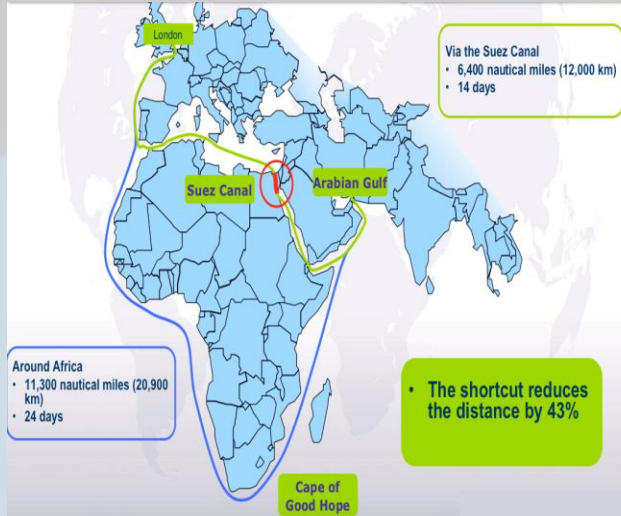 London
Via the Suez Canal
• 6,400 nautical miles (12,000 km)
• 14 days
Suez Canal
Arabian Gulf
Around Africa
• 11,300 nautical miles (20,900
km)
• 24 days
• The shortcut reduces
the distance by 43%
Cape of
Good Hope